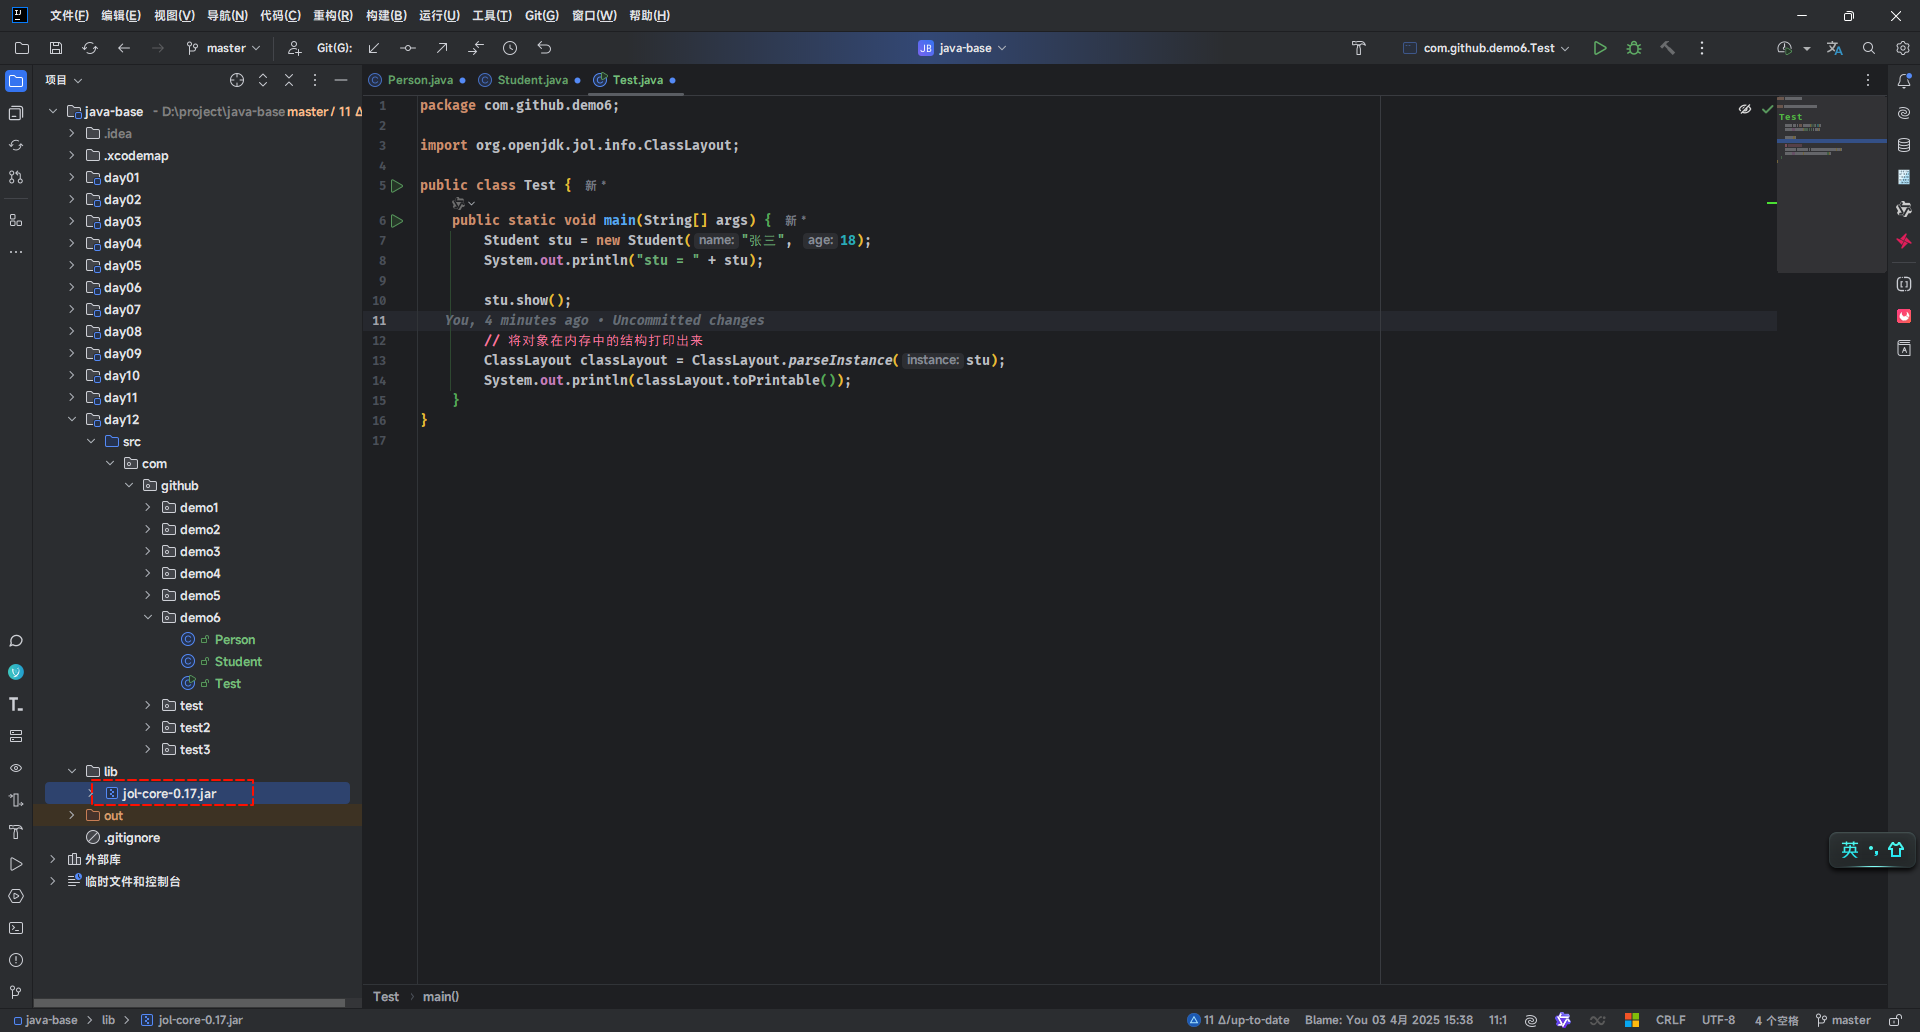 文件(F) 编辑(E) 视图(V) 导航(N) 代码(C) 重构(R) 构建(B) 运行(U) 工具(T) Git(G) 窗口(W) 帮助(H)
master Git(G): JB java-base com.github.demo6.Test
项目
Person.java Student.java Test.java
java-base - D:\project\java-base master / 11 Δ
.idea
.xcodemap
day01
day02
day03
day04
day05
day06
day07
day08
day09
day10
day11
day12
src
com
github
demo1
demo2
demo3
demo4
demo5
demo6
Person
Student
Test
test
test2
test3
lib
jol-core-0.17.jar
out
.gitignore
外部库
临时文件和控制台
1 package com.github.demo6;
2
3 import org.openjdk.jol.info.ClassLayout;
4
5 public class Test { 新 *
6 public static void main(String[] args) { 新 *
7 Student stu = new Student( name: "张三", age: 18);
8 System.out.println("stu = " + stu);
9
10 stu.show();
11 You, 4 minutes ago • Uncommitted changes
12 // 将对象在内存中的结构打印出来
13 ClassLayout classLayout = ClassLayout.parseInstance( instance: stu);
14 System.out.println(classLayout.toPrintable());
15 }
16 }
17
Test
英
Test › main()
java-base > lib > jol-core-0.17.jar 11 Δ/up-to-date Blame: You 03 4月 2025 15:38 11:1 CRLF UTF-8 4 个空格 master